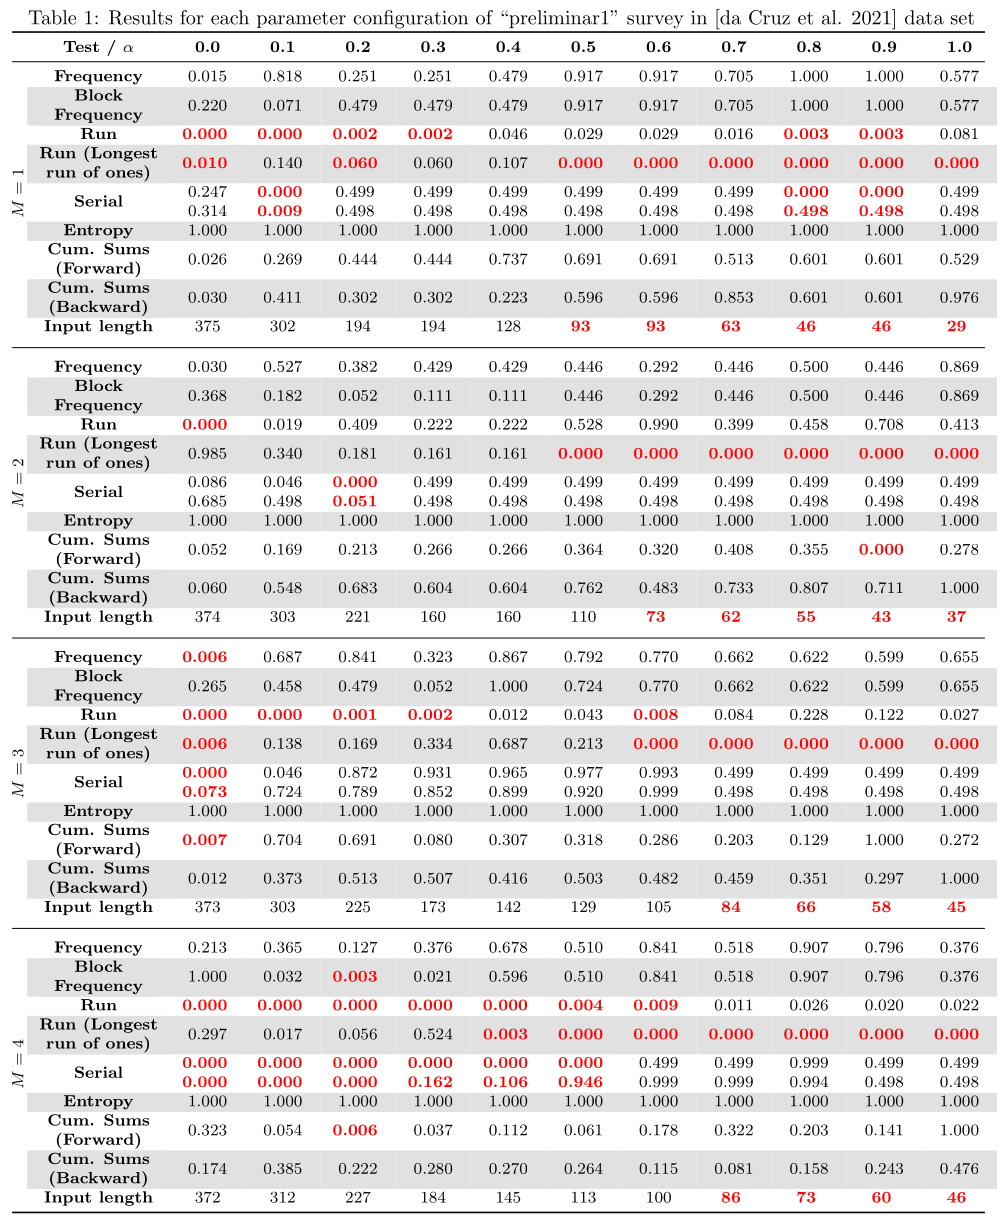 Table 1: Results for each parameter configuration of “preliminar1” survey in [da Cruz et al. 2021] data set
Test / α 0.0 0.1 0.2 0.3 0.4 0.5 0.6 0.7 0.8 0.9 1.0
M = 1
Frequency 0.015 0.818 0.251 0.251 0.479 0.917 0.917 0.705 1.000 1.000 0.577
Block
Frequency 0.220 0.071 0.479 0.479 0.479 0.917 0.917 0.705 1.000 1.000 0.577
Run 0.000 0.000 0.002 0.002 0.046 0.029 0.029 0.016 0.003 0.003 0.081
Run (Longest
run of ones) 0.010 0.140 0.060 0.060 0.107 0.000 0.000 0.000 0.000 0.000 0.000
Serial 0.247 0.000 0.499 0.499 0.499 0.499 0.499 0.499 0.000 0.000 0.499
0.314 0.009 0.498 0.498 0.498 0.498 0.498 0.498 0.498 0.498 0.498
Entropy 1.000 1.000 1.000 1.000 1.000 1.000 1.000 1.000 1.000 1.000 1.000
Cum. Sums
(Forward) 0.026 0.269 0.444 0.444 0.737 0.691 0.691 0.513 0.601 0.601 0.529
Cum. Sums
(Backward) 0.030 0.411 0.302 0.302 0.223 0.596 0.596 0.853 0.601 0.601 0.976
Input length 375 302 194 194 128 93 93 63 46 46 29
M = 2
Frequency 0.030 0.527 0.382 0.429 0.429 0.446 0.292 0.446 0.500 0.446 0.869
Block
Frequency 0.368 0.182 0.052 0.111 0.111 0.446 0.292 0.446 0.500 0.446 0.869
Run 0.000 0.019 0.409 0.222 0.222 0.528 0.990 0.399 0.458 0.708 0.413
Run (Longest
run of ones) 0.985 0.340 0.181 0.161 0.161 0.000 0.000 0.000 0.000 0.000 0.000
Serial 0.086 0.046 0.000 0.499 0.499 0.499 0.499 0.499 0.499 0.499 0.499
0.685 0.498 0.051 0.498 0.498 0.498 0.498 0.498 0.498 0.498 0.498
Entropy 1.000 1.000 1.000 1.000 1.000 1.000 1.000 1.000 1.000 1.000 1.000
Cum. Sums
(Forward) 0.052 0.169 0.213 0.266 0.266 0.364 0.320 0.408 0.355 0.000 0.278
Cum. Sums
(Backward) 0.060 0.548 0.683 0.604 0.604 0.762 0.483 0.733 0.807 0.711 1.000
Input length 374 303 221 160 160 110 73 62 55 43 37
M = 3
Frequency 0.006 0.687 0.841 0.323 0.867 0.792 0.770 0.662 0.622 0.599 0.655
Block
Frequency 0.265 0.458 0.479 0.052 1.000 0.724 0.770 0.662 0.622 0.599 0.655
Run 0.000 0.000 0.001 0.002 0.012 0.043 0.008 0.084 0.228 0.122 0.027
Run (Longest
run of ones) 0.006 0.138 0.169 0.334 0.687 0.213 0.000 0.000 0.000 0.000 0.000
Serial 0.000 0.046 0.872 0.931 0.965 0.977 0.993 0.499 0.499 0.499 0.499
0.073 0.724 0.789 0.852 0.899 0.920 0.999 0.498 0.498 0.498 0.498
Entropy 1.000 1.000 1.000 1.000 1.000 1.000 1.000 1.000 1.000 1.000 1.000
Cum. Sums
(Forward) 0.007 0.704 0.691 0.080 0.307 0.318 0.286 0.203 0.129 1.000 0.272
Cum. Sums
(Backward) 0.012 0.373 0.513 0.507 0.416 0.503 0.482 0.459 0.351 0.297 1.000
Input length 373 303 225 173 142 129 105 84 66 58 45
M = 4
Frequency 0.213 0.365 0.127 0.376 0.678 0.510 0.841 0.518 0.907 0.796 0.376
Block
Frequency 1.000 0.032 0.003 0.021 0.596 0.510 0.841 0.518 0.907 0.796 0.376
Run 0.000 0.000 0.000 0.000 0.000 0.004 0.009 0.011 0.026 0.020 0.022
Run (Longest
run of ones) 0.297 0.017 0.056 0.524 0.003 0.000 0.000 0.000 0.000 0.000 0.000
Serial 0.000 0.000 0.000 0.000 0.000 0.000 0.499 0.499 0.999 0.499 0.499
0.000 0.000 0.000 0.162 0.106 0.946 0.999 0.999 0.994 0.498 0.498
Entropy 1.000 1.000 1.000 1.000 1.000 1.000 1.000 1.000 1.000 1.000 1.000
Cum. Sums
(Forward) 0.323 0.054 0.006 0.037 0.112 0.061 0.178 0.322 0.203 0.141 1.000
Cum. Sums
(Backward) 0.174 0.385 0.222 0.280 0.270 0.264 0.115 0.081 0.158 0.243 0.476
Input length 372 312 227 184 145 113 100 86 73 60 46